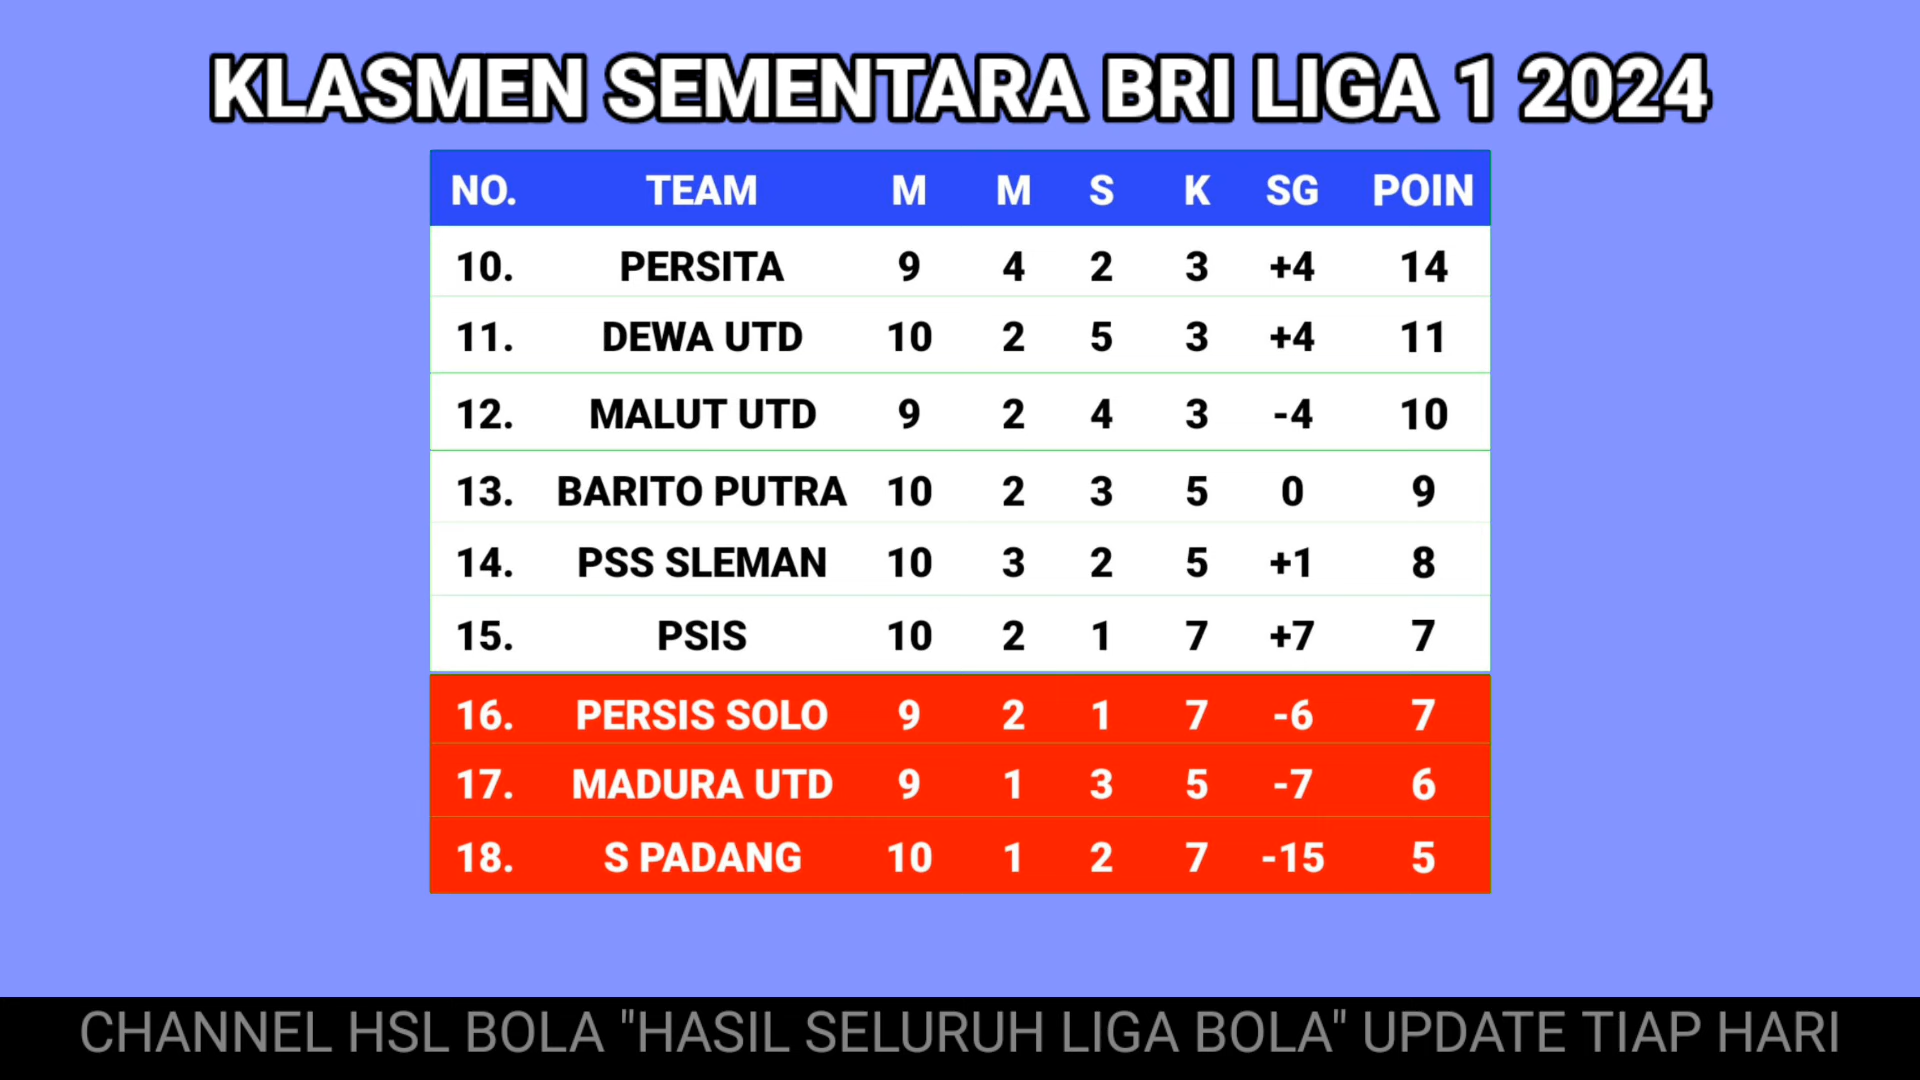 KLASMEN SEMENTARA BRI LIGA 1 2024
NO. TEAM M M S K SG POIN
10. PERSITA 9 4 2 3 +4 14
11. DEWA UTD 10 2 5 3 +4 11
12. MALUT UTD 9 2 4 3 -4 10
13. BARITO PUTRA 10 2 3 5 0 9
14. PSS SLEMAN 10 3 2 5 +1 8
15. PSIS 10 2 1 7 +7 7
16. PERSIS SOLO 9 2 1 7 -6 7
17. MADURA UTD 9 1 3 5 -7 6
18. S PADANG 10 1 2 7 -15 5
CHANNEL HSL BOLA "HASIL SELURUH LIGA BOLA" UPDATE TIAP HARI